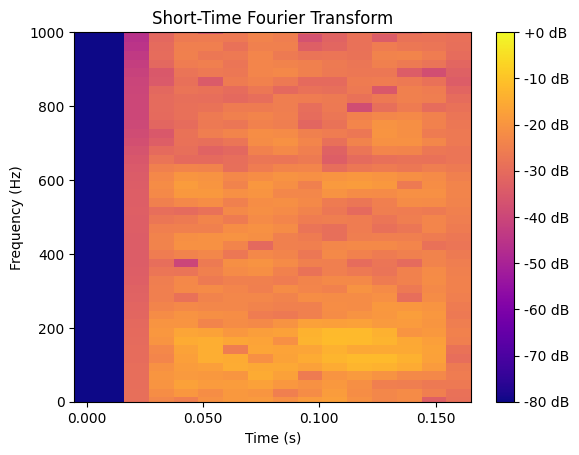 Short-Time Fourier Transform
1000
800
600
400
200
0
Frequency (Hz)
0.000
0.050
0.100
0.150
Time (s)
+0 dB
-10 dB
-20 dB
-30 dB
-40 dB
-50 dB
-60 dB
-70 dB
-80 dB